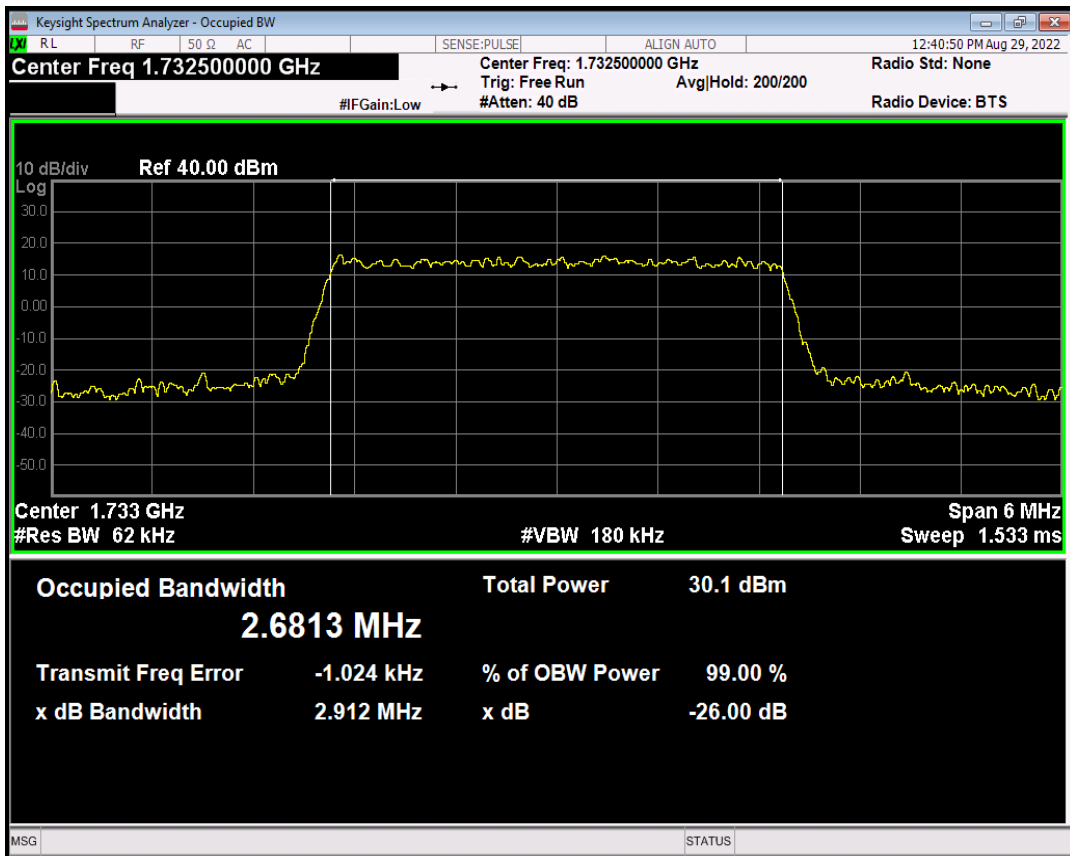 Keysight Spectrum Analyzer - Occupied BW
LXI RL RF 50 Ω AC SENSE:PULSE ALIGN AUTO 12:40:50 PM Aug 29, 2022
Center Freq 1.732500000 GHz Center Freq: 1.732500000 GHz Radio Std: None
Trig: Free Run Avg|Hold: 200/200
#IFGain:Low #Atten: 40 dB Radio Device: BTS
10 dB/div Ref 40.00 dBm
Log
30.0
20.0
10.0
0.00
-10.0
-20.0
-30.0
-40.0
-50.0
Center 1.733 GHz Span 6 MHz
#Res BW 62 kHz #VBW 180 kHz Sweep 1.533 ms
Occupied Bandwidth Total Power 30.1 dBm
2.6813 MHz
Transmit Freq Error -1.024 kHz % of OBW Power 99.00 %
x dB Bandwidth 2.912 MHz x dB -26.00 dB
MSG STATUS